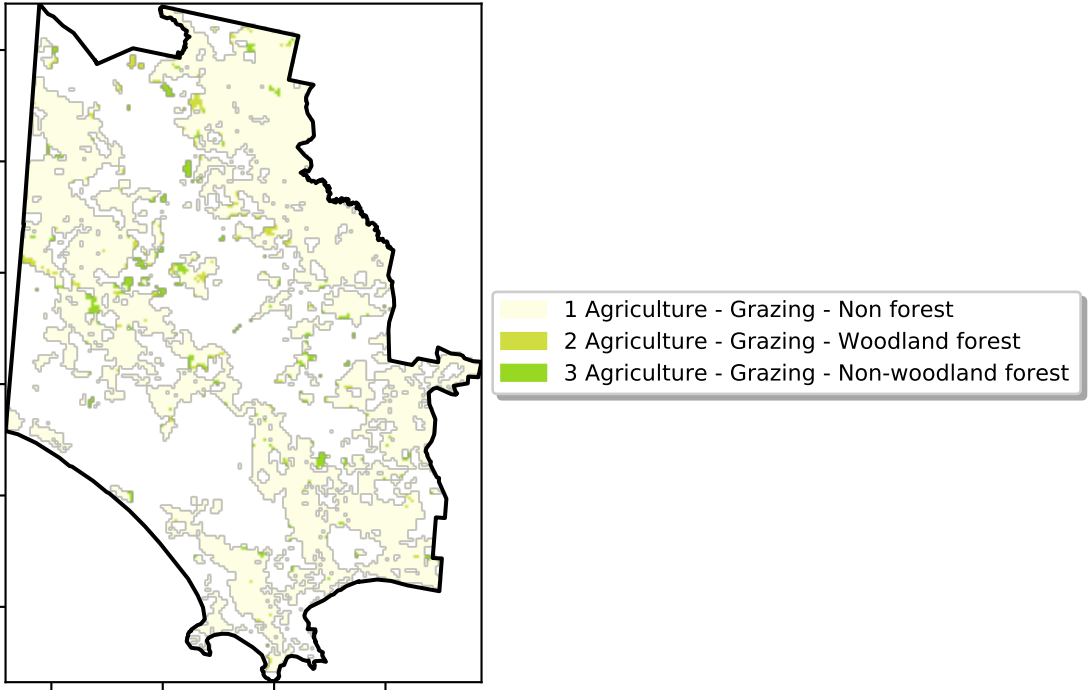 1 Agriculture - Grazing - Non forest
2 Agriculture - Grazing - Woodland forest
3 Agriculture - Grazing - Non-woodland forest